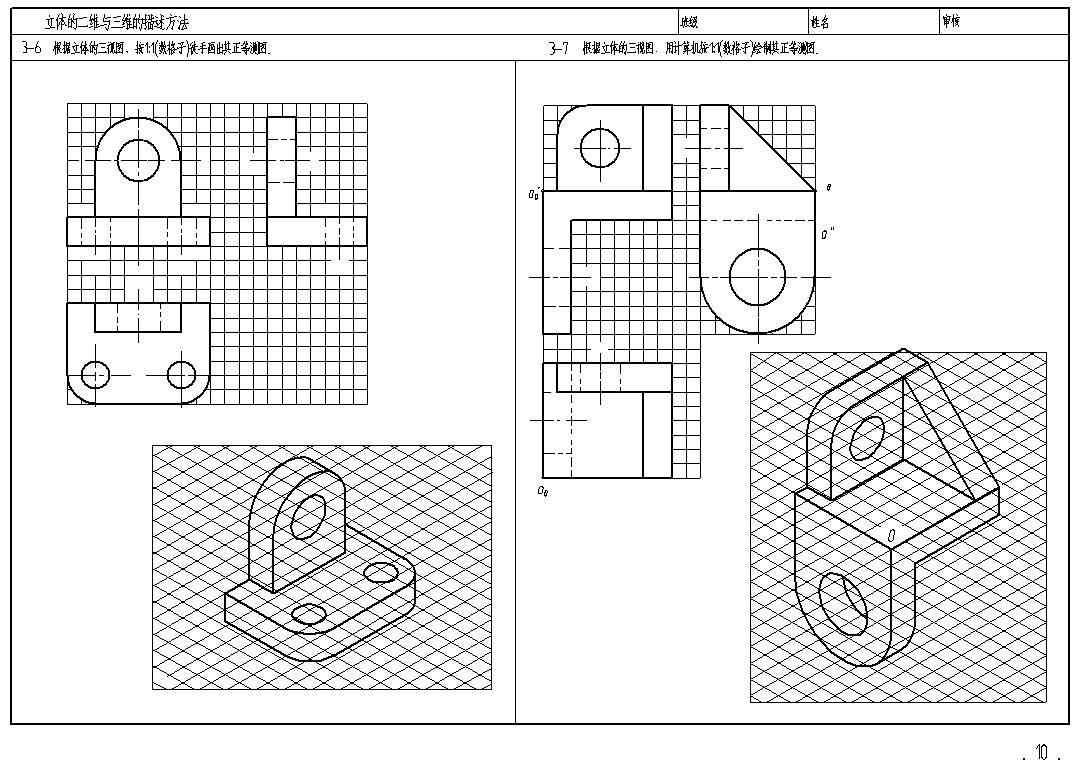 立体的二维与三维的描述方法 班级 姓名 审核
3-6 根据立体的三视图，按1:1(数格子)徒手画出其正等测图.
3-7 根据立体的三视图，用计算机按1:1(数格子)绘制其正等测图.
O₀'
O"
O₀
O
. 10 .